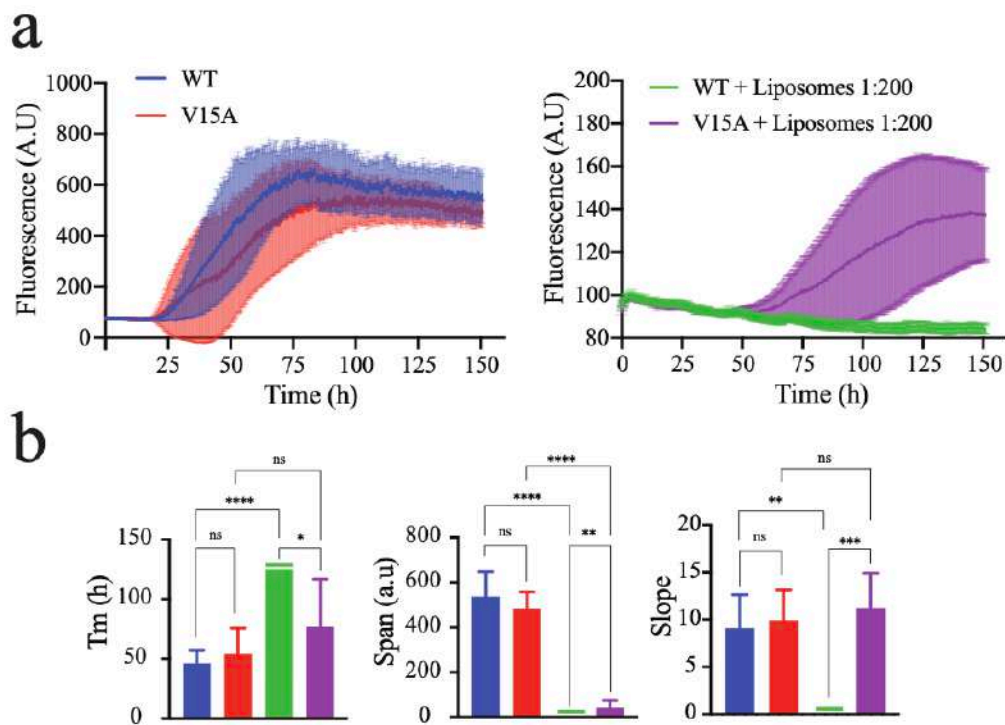 a
WT
V15A
1000
800
600
400
200
0
Fluorescence (A.U)
25 50 75 100 125 150
Time (h)
WT + Liposomes 1:200
V15A + Liposomes 1:200
200
180
160
140
120
100
80
Fluorescence (A.U)
0 25 50 75 100 125 150
Time (h)
b
ns
****
ns
*
150
100
50
0
Tm (h)
****
****
ns
**
800
600
400
200
0
Span (a.u)
ns
**
ns
***
20
15
10
5
0
Slope